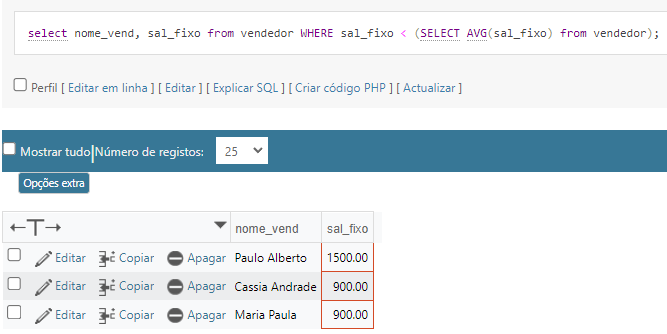 select nome_vend, sal_fixo from vendedor WHERE sal_fixo < (SELECT AVG(sal_fixo) from vendedor);
Perfil [ Editar em linha ] [ Editar ] [ Explicar SQL ] [ Criar código PHP ] [ Actualizar ]
Mostrar tudo Número de registos: 25
Opções extra
nome_vend sal_fixo
Editar Copiar Apagar Paulo Alberto 1500.00
Editar Copiar Apagar Cassia Andrade 900.00
Editar Copiar Apagar Maria Paula 900.00